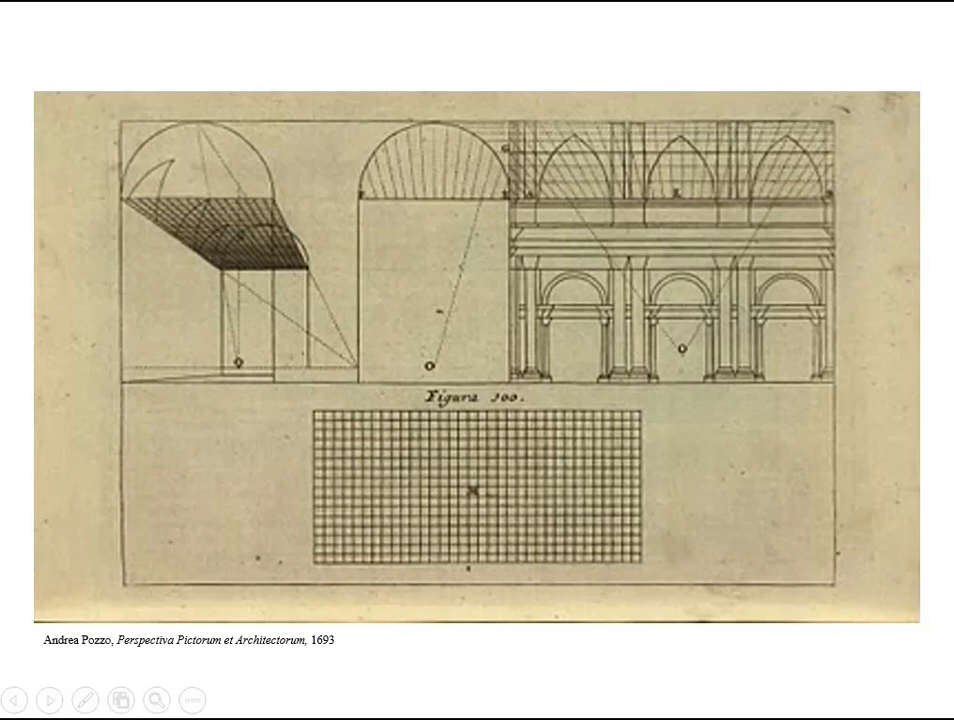 Figura 100.
Andrea Pozzo, Perspectiva Pictorum et Architectorum, 1693